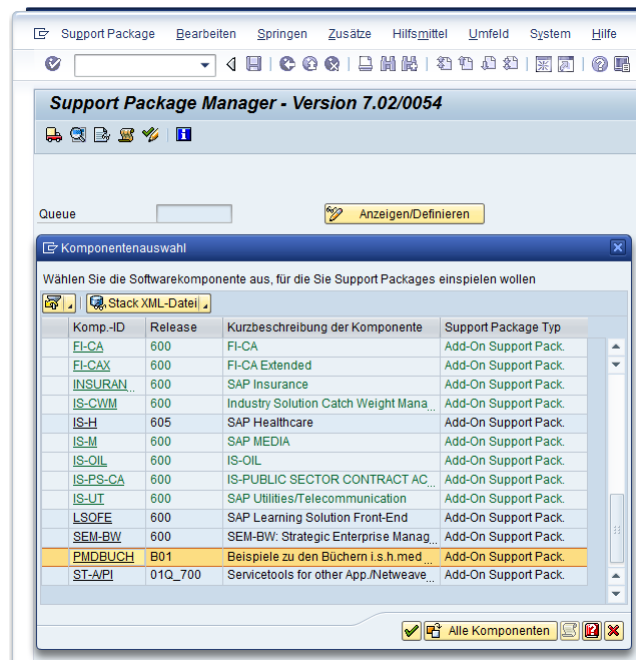 Support Package Bearbeiten Springen Zusätze Hilfsmittel Umfeld System Hilfe
Support Package Manager - Version 7.02/0054
Queue Anzeigen/Definieren
Komponentenauswahl
Wählen Sie die Softwarekomponente aus, für die Sie Support Packages einspielen wollen
Stack XML-Datei
Komp.-ID Release Kurzbeschreibung der Komponente Support Package Typ
FI-CA 600 FI-CA Add-On Support Pack.
FI-CAX 600 FI-CA Extended Add-On Support Pack.
INSURAN... 600 SAP Insurance Add-On Support Pack.
IS-CWM 600 Industry Solution Catch Weight Mana... Add-On Support Pack.
IS-H 605 SAP Healthcare Add-On Support Pack.
IS-M 600 SAP MEDIA Add-On Support Pack.
IS-OIL 600 IS-OIL Add-On Support Pack.
IS-PS-CA 600 IS-PUBLIC SECTOR CONTRACT AC... Add-On Support Pack.
IS-UT 600 SAP Utilities/Telecommunication Add-On Support Pack.
LSOFE 600 SAP Learning Solution Front-End Add-On Support Pack.
SEM-BW 600 SEM-BW: Strategic Enterprise Manag... Add-On Support Pack.
PMDBUCH B01 Beispiele zu den Büchern i.s.h.med ... Add-On Support Pack.
ST-A/PI 01Q_700 Servicetools for other App./Netweave... Add-On Support Pack.
Alle Komponenten